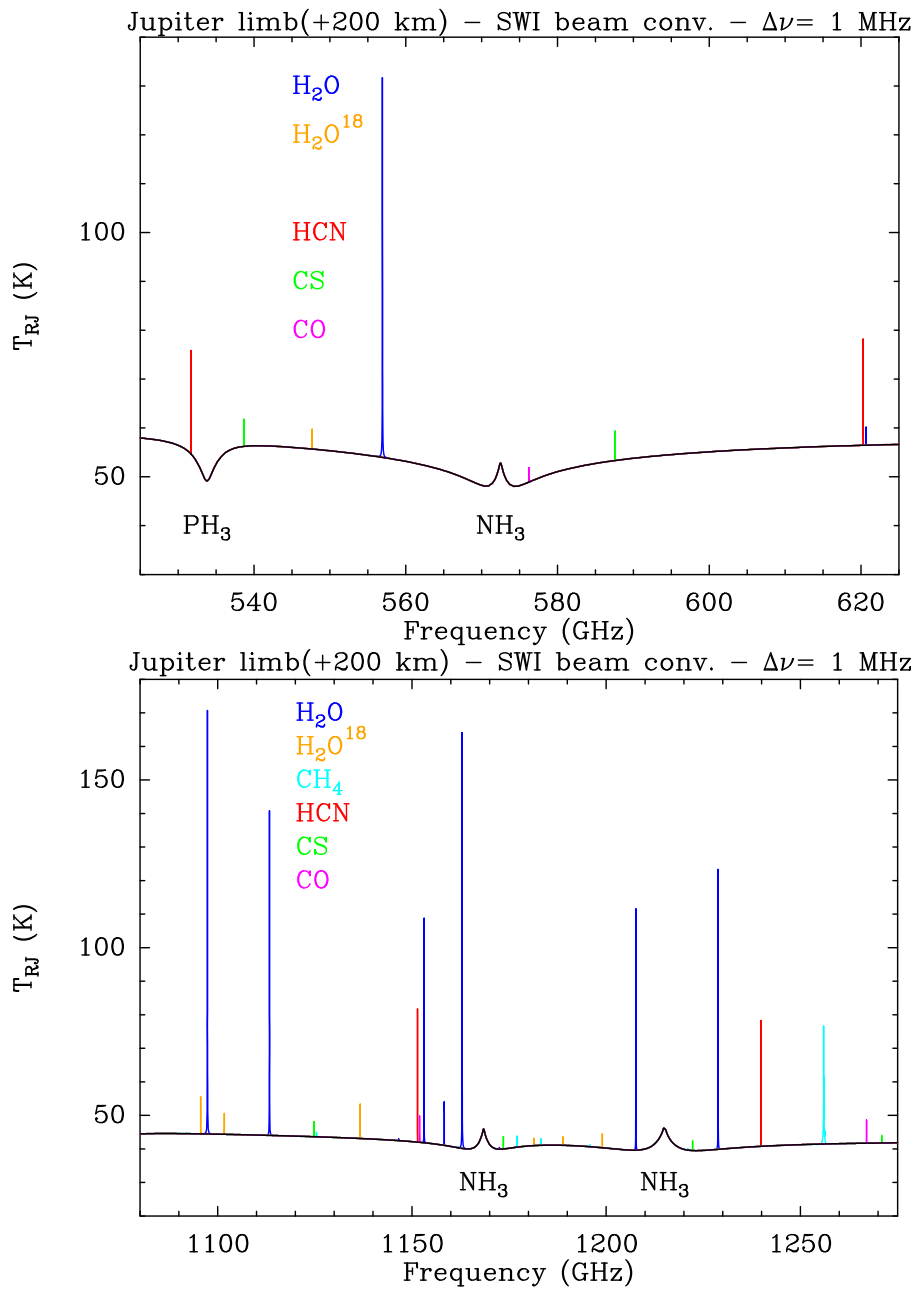 Jupiter limb(+200 km) − SWI beam conv. − Δν= 1 MHz
H₂O
H₂O¹⁸
HCN
CS
CO
100
50
T_RJ (K)
PH₃
NH₃
540 560 580 600 620
Frequency (GHz)
Jupiter limb(+200 km) − SWI beam conv. − Δν= 1 MHz
H₂O
H₂O¹⁸
CH₄
HCN
CS
CO
150
100
50
T_RJ (K)
NH₃ NH₃
1100 1150 1200 1250
Frequency (GHz)